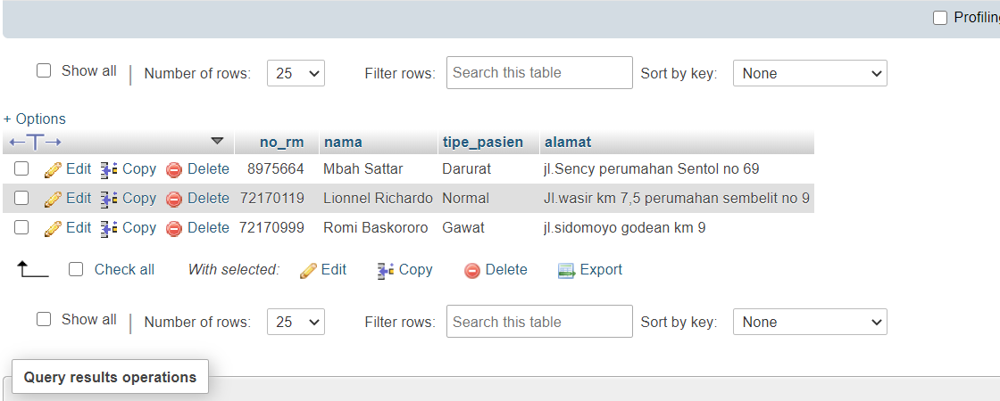 Profiling
Show all Number of rows: 25 Filter rows: Search this table Sort by key: None
+ Options
no_rm nama tipe_pasien alamat
Edit Copy Delete 8975664 Mbah Sattar Darurat jl.Sency perumahan Sentol no 69
Edit Copy Delete 72170119 Lionnel Richardo Normal Jl.wasir km 7,5 perumahan sembelit no 9
Edit Copy Delete 72170999 Romi Baskororo Gawat jl.sidomoyo godean km 9
Check all With selected: Edit Copy Delete Export
Show all Number of rows: 25 Filter rows: Search this table Sort by key: None
Query results operations